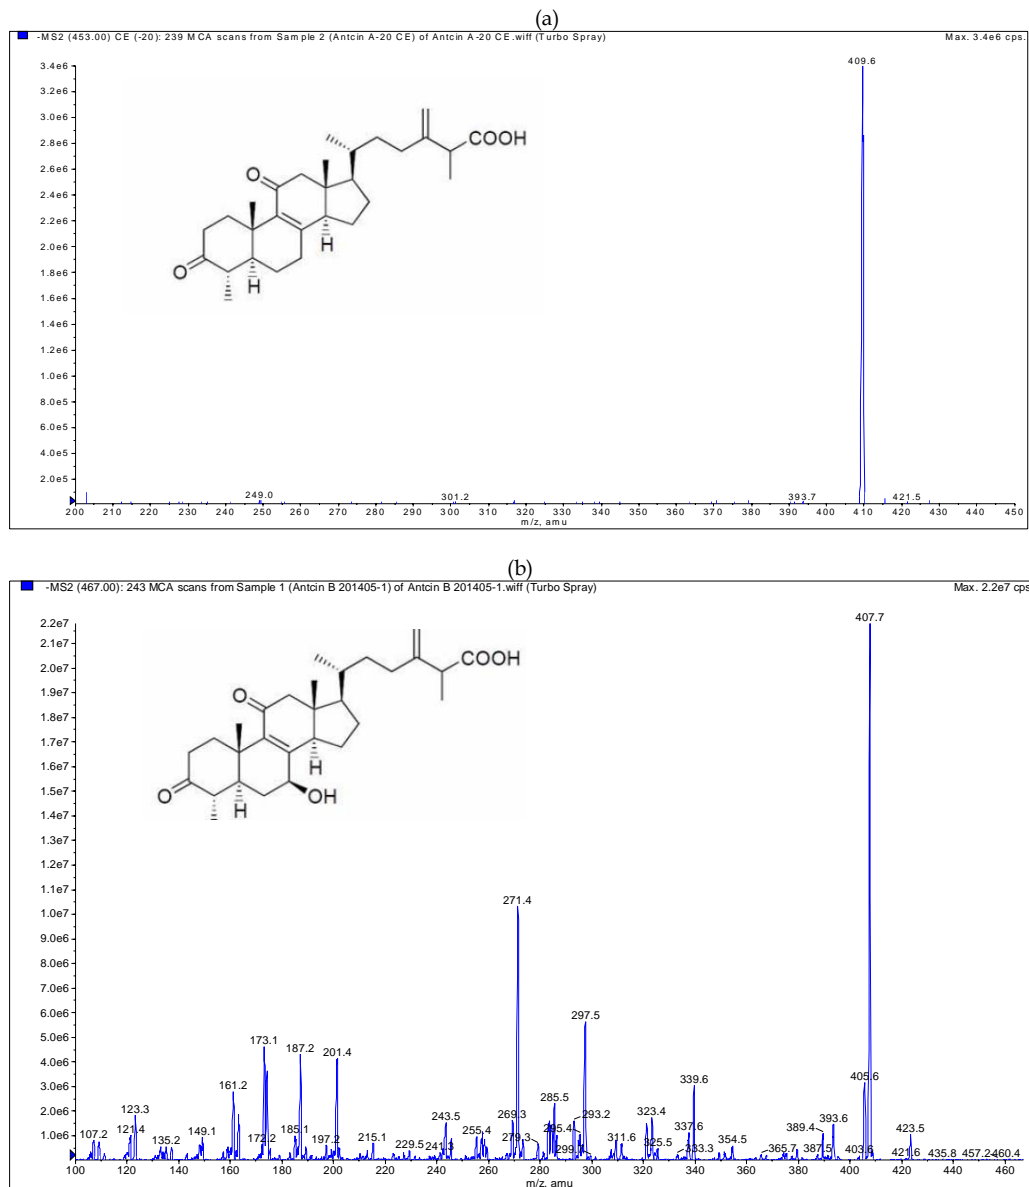 (a)
-MS2 (453.00) CE (-20): 239 MCA scans from Sample 2 (Antcin A-20 CE) of Antcin A-20 CE.wiff (Turbo Spray)
Max. 3.4e6 cps.
409.6
3.4e6
3.2e6
3.0e6
2.8e6
2.6e6
2.4e6
2.2e6
2.0e6
1.8e6
1.6e6
1.4e6
1.2e6
1.0e6
8.0e5
6.0e5
4.0e5
2.0e5
COOH
O
H
O
H
249.0
301.2
393.7
421.5
200 210 220 230 240 250 260 270 280 290 300 310 320 330 340 350 360 370 380 390 400 410 420 430 440 450
m/z, amu
(b)
-MS2 (467.00): 243 MCA scans from Sample 1 (Antcin B 201405-1) of Antcin B 201405-1.wiff (Turbo Spray)
Max. 2.2e7 cps
407.7
2.2e7
2.1e7
2.0e7
1.9e7
1.8e7
1.7e7
1.6e7
1.5e7
1.4e7
1.3e7
1.2e7
1.1e7
1.0e7
9.0e6
8.0e6
7.0e6
6.0e6
5.0e6
4.0e6
3.0e6
2.0e6
1.0e6
COOH
O
H
O
H
OH
271.4
297.5
173.1
187.2
201.4
161.2
123.3
107.2
121.4
135.2
149.1
172.2
185.1
197.2
215.1
229.5
241.3
243.5
255.4
269.3
279.3
285.5
295.4
293.2
299.
311.6
323.4
325.5
339.6
337.6
333.3
354.5
365.7
389.4
387.5
393.6
405.6
403.6
423.5
421.6
435.8
457.2
460.4
100 120 140 160 180 200 220 240 260 280 300 320 340 360 380 400 420 440 460
m/z, amu